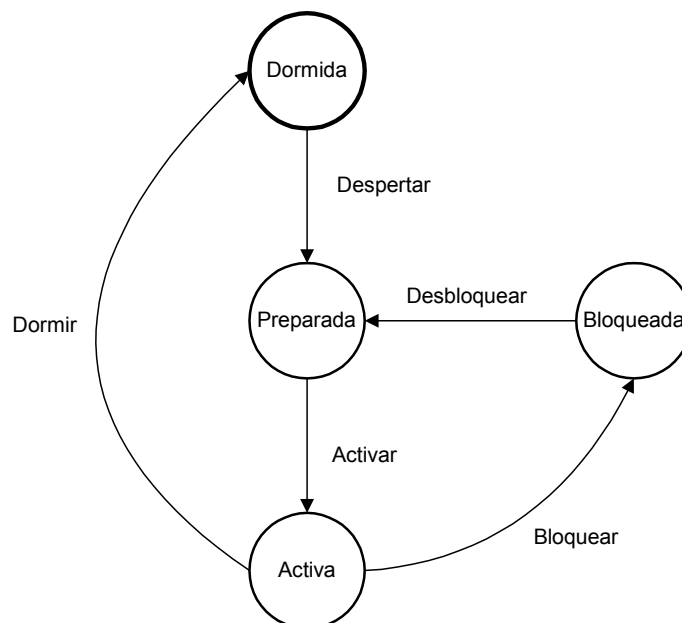 Dormida
Despertar
Desbloquear
Dormir
Preparada
Bloqueada
Activar
Bloquear
Activa